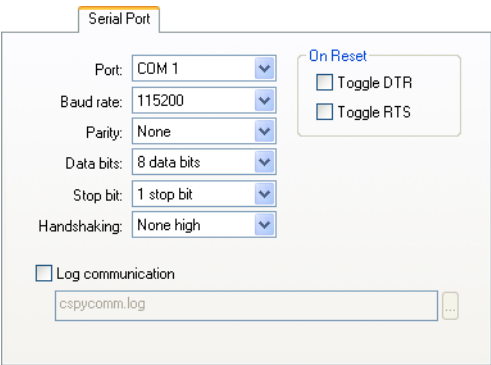 Serial Port
Port: COM 1
Baud rate: 115200
Parity: None
Data bits: 8 data bits
Stop bit: 1 stop bit
Handshaking: None high
On Reset
Toggle DTR
Toggle RTS
Log communication
cspycomm.log
...